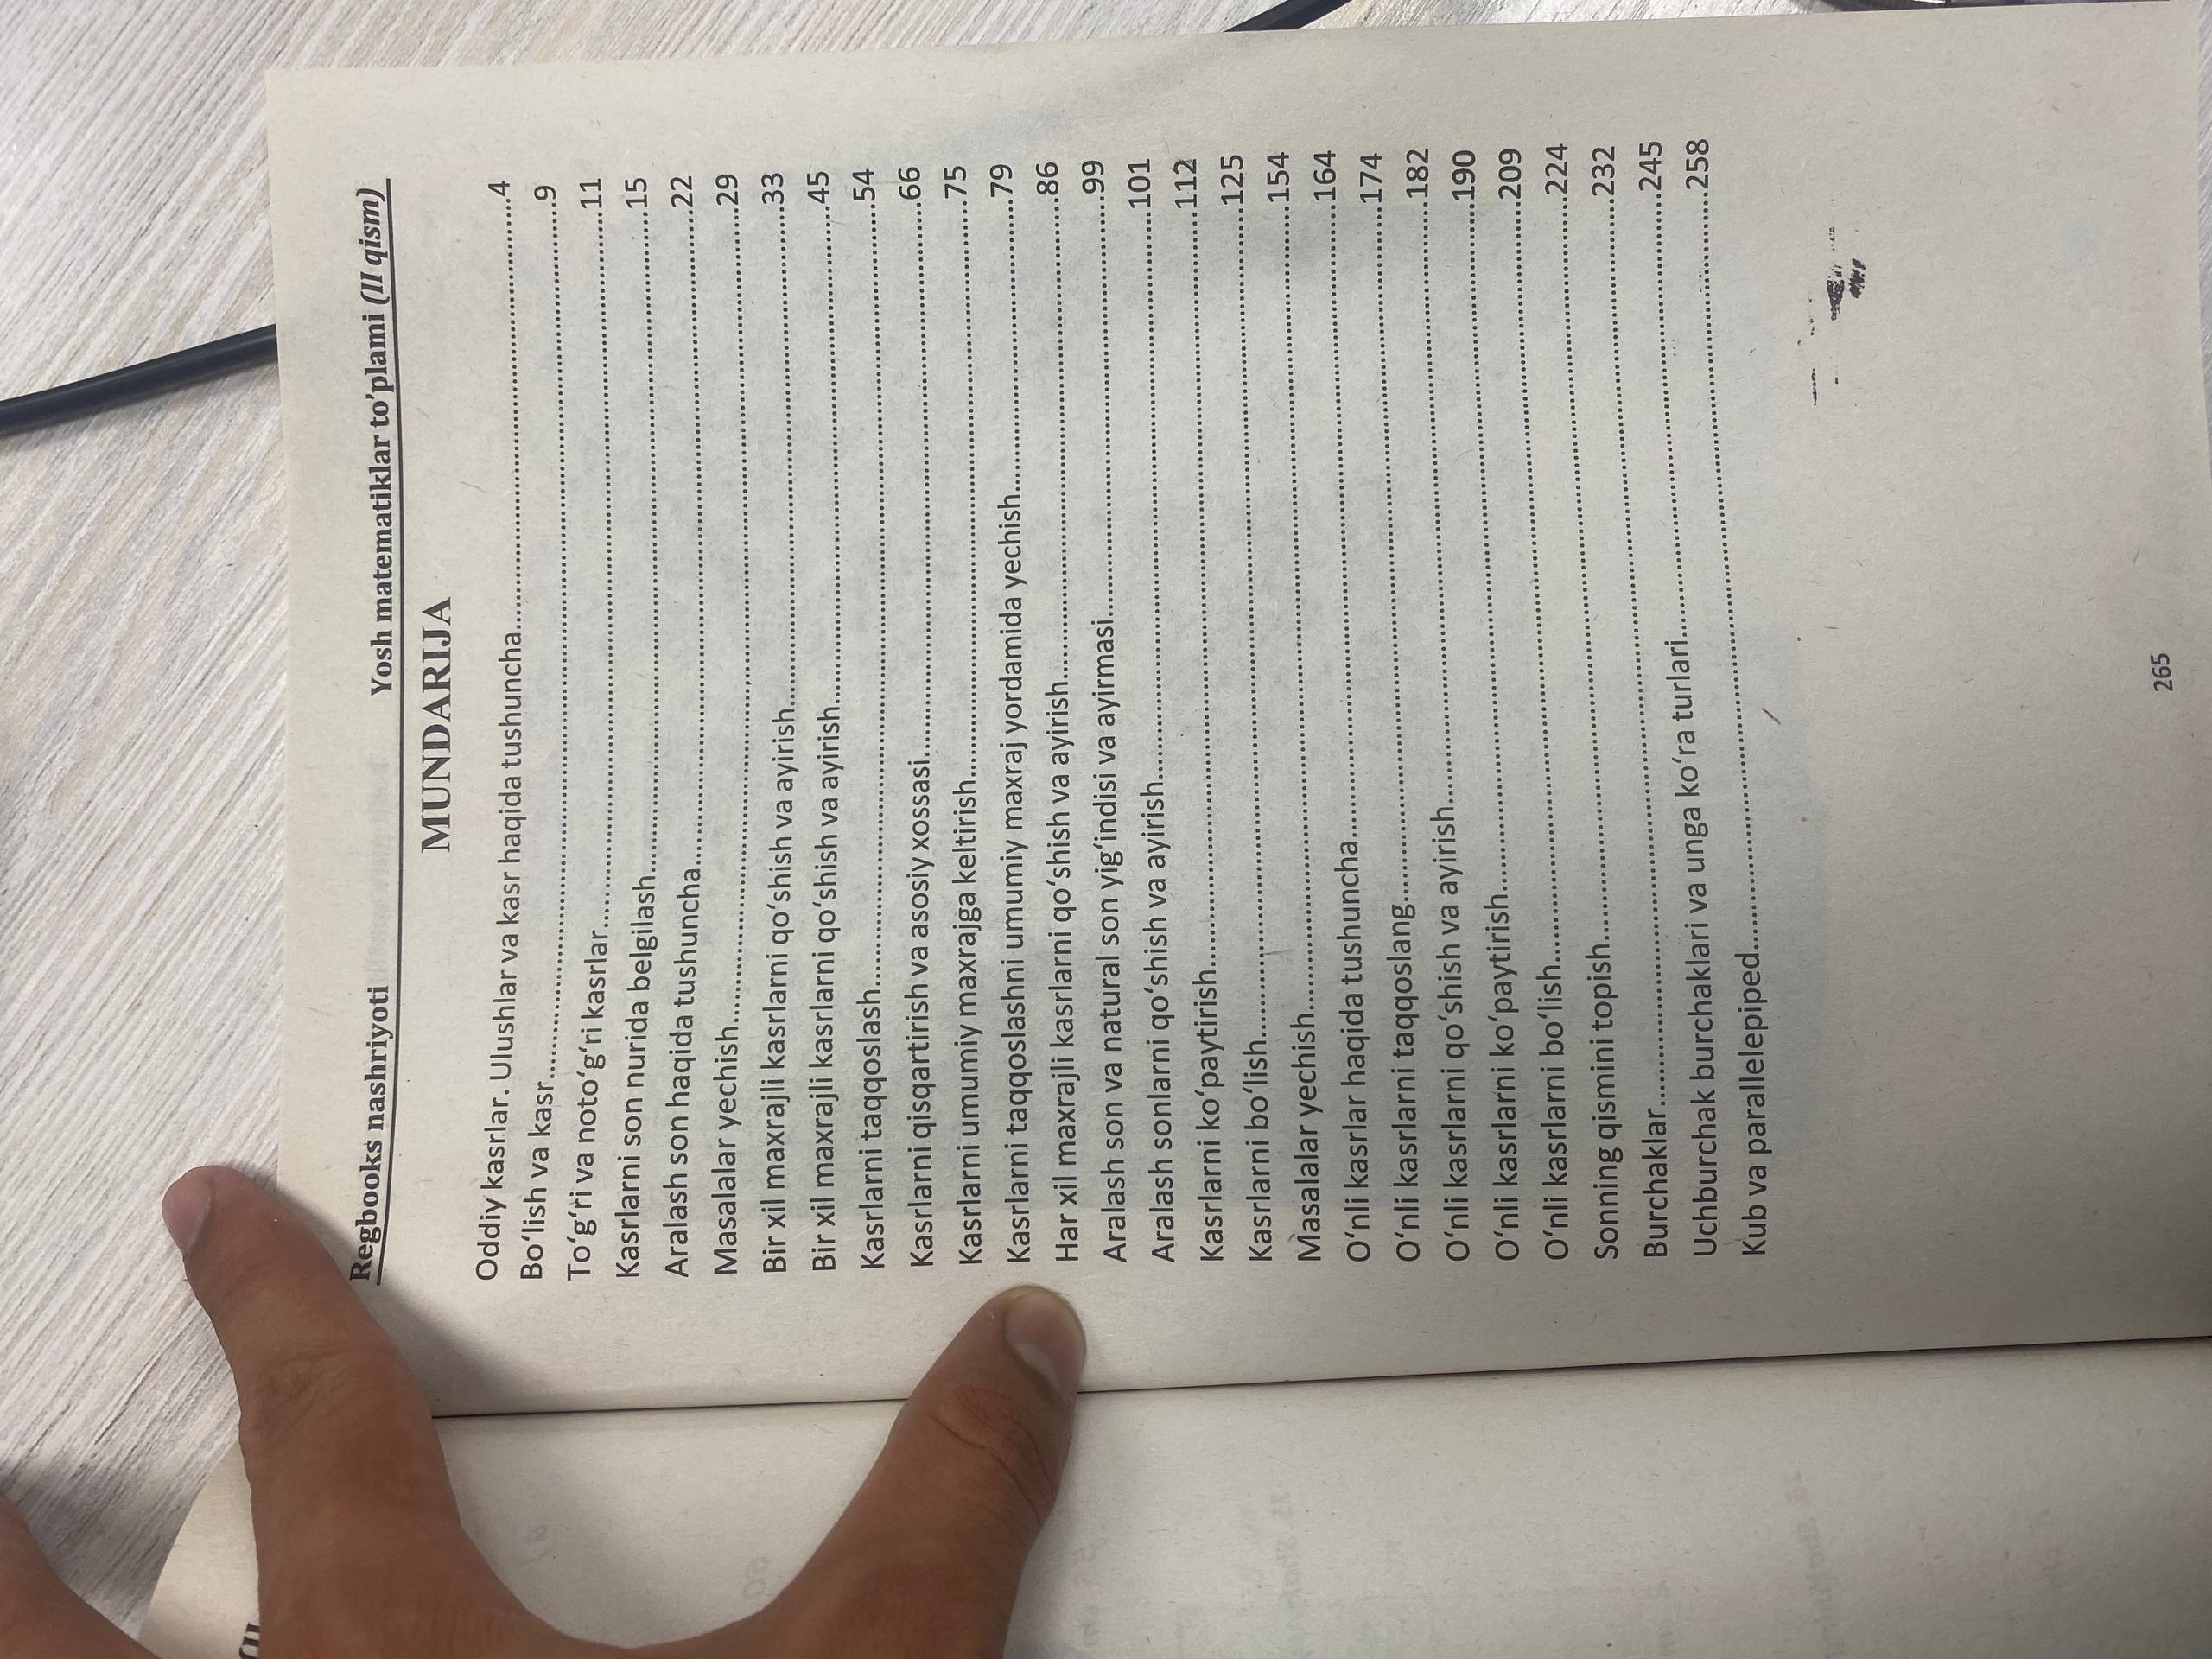 Regbooks nashriyoti Yosh matematiklar to'plami (II qism)
MUNDARIJA
Oddiy kasrlar. Ulushlar va kasr haqida tushuncha....................4
Bo‘lish va kasr....................9
To‘g‘ri va noto‘g‘ri kasrlar....................11
Kasrlarni son nurida belgilash....................15
Aralash son haqida tushuncha....................22
Masalalar yechish....................29
Bir xil maxrajli kasrlarni qo‘shish va ayirish....................33
Bir xil maxrajli kasrlarni qo‘shish va ayirish....................45
Kasrlarni taqqoslash....................54
Kasrlarni qisqartirish va asosiy xossasi....................66
Kasrlarni umumiy maxrajga keltirish....................75
Kasrlarni taqqoslashni umumiy maxraj yordamida yechish....................79
Har xil maxrajli kasrlarni qo‘shish va ayirish....................86
Aralash son va natural son yig‘indisi va ayirmasi....................99
Aralash sonlarni qo‘shish va ayirish....................101
Kasrlarni ko‘paytirish....................112
Kasrlarni bo‘lish....................125
Masalalar yechish....................154
O‘nli kasrlar haqida tushuncha....................164
O‘nli kasrlarni taqqoslang....................174
O‘nli kasrlarni qo‘shish va ayirish....................182
O‘nli kasrlarni ko‘paytirish....................190
O‘nli kasrlarni bo‘lish....................209
Sonning qismini topish....................224
Burchaklar....................232
Uchburchak burchaklari va unga ko‘ra turlari....................245
Kub va parallelepiped....................258
265